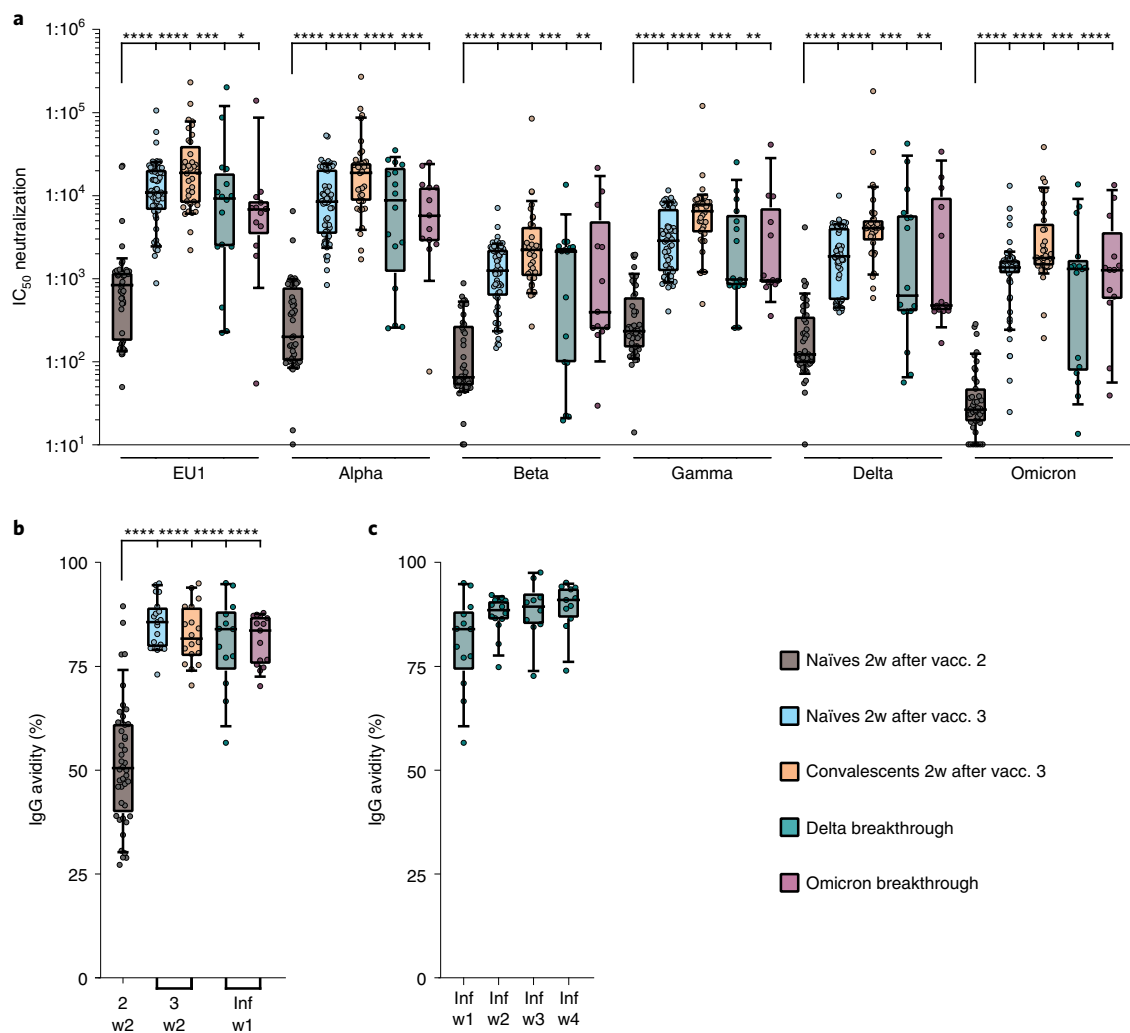 a
**** **** *** * **** **** **** *** **** **** *** ** **** **** *** ** **** **** *** ** **** **** *** ****
IC50 neutralization
1:10⁶
1:10⁵
1:10⁴
1:10³
1:10²
1:10¹
EU1 Alpha Beta Gamma Delta Omicron
b
**** **** **** ****
IgG avidity (%)
100
75
50
25
0
2 3 Inf
w2 w2 w1
c
IgG avidity (%)
100
75
50
25
0
Inf Inf Inf Inf
w1 w2 w3 w4
Naïves 2w after vacc. 2
Naïves 2w after vacc. 3
Convalescents 2w after vacc. 3
Delta breakthrough
Omicron breakthrough